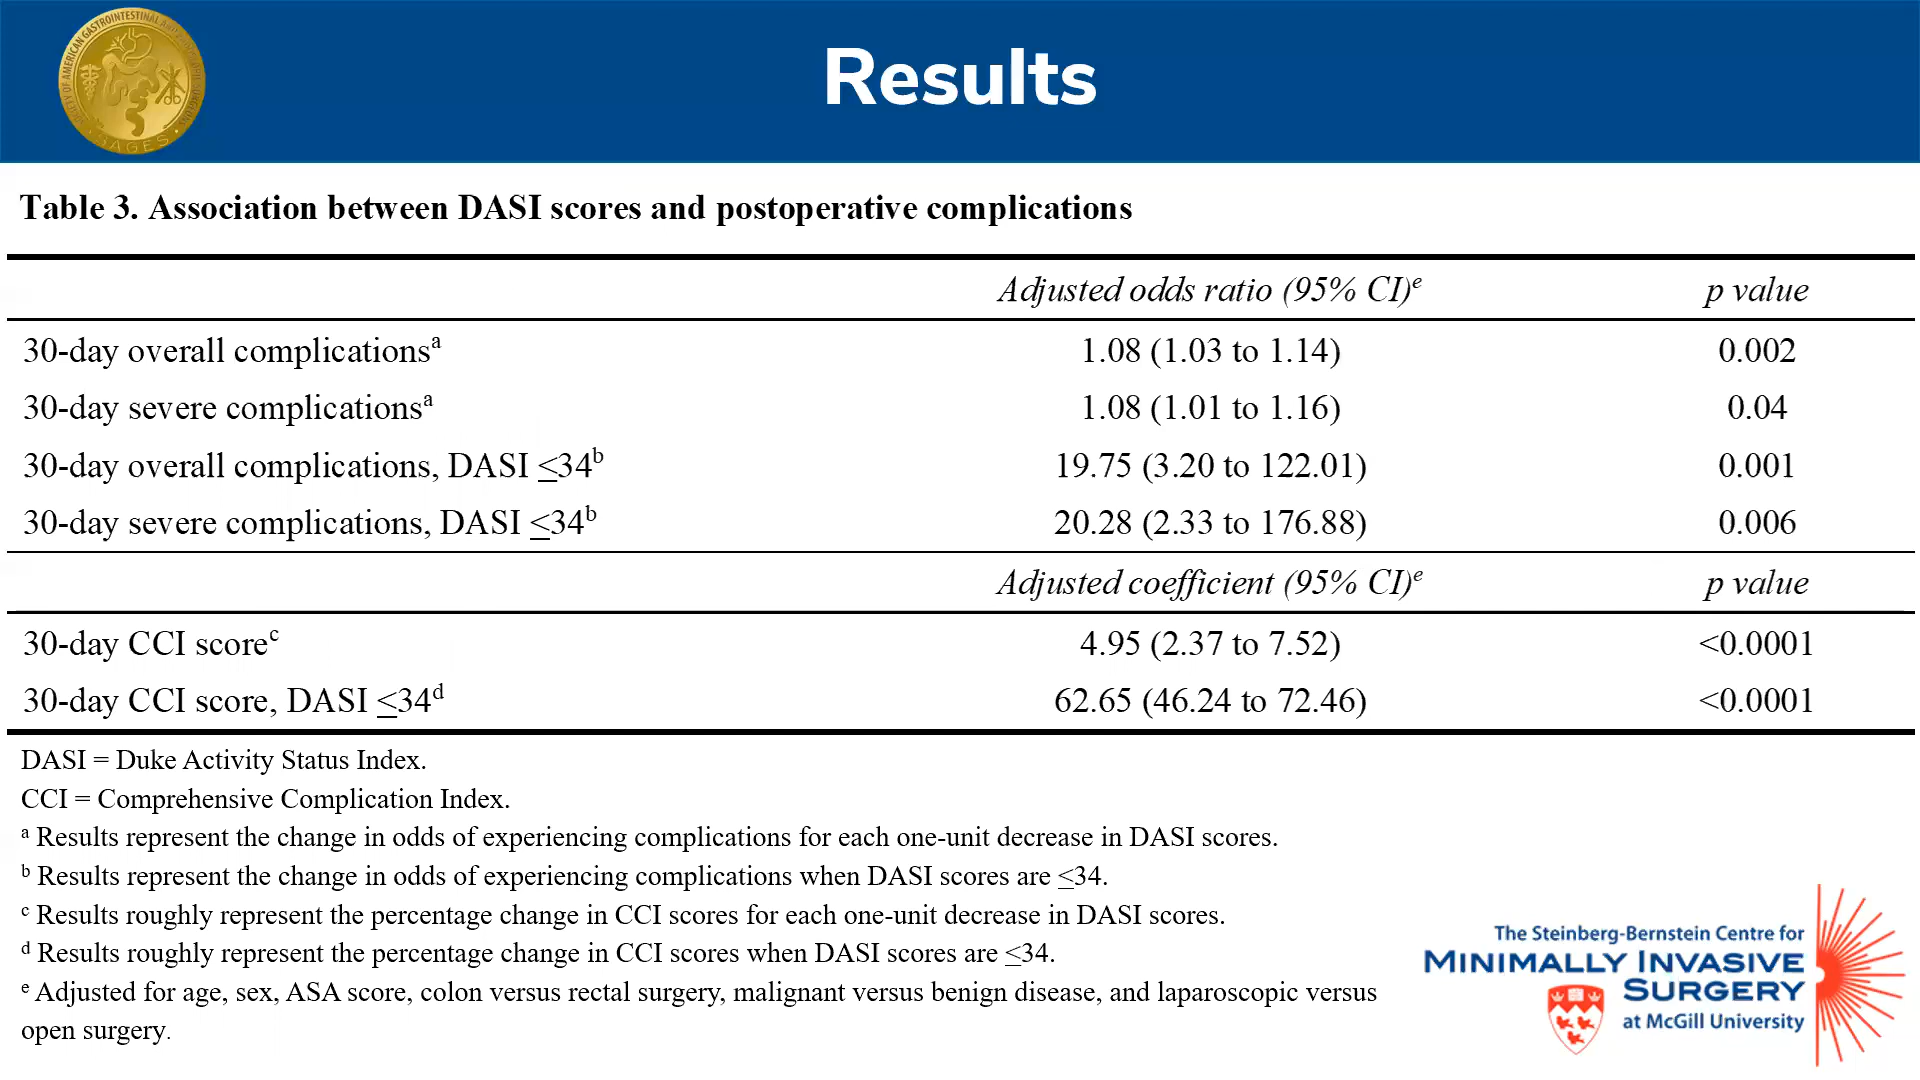 Results
SAGES
Table 3. Association between DASI scores and postoperative complications
Adjusted odds ratio (95% CI)ᵉ p value
30-day overall complicationsᵃ 1.08 (1.03 to 1.14) 0.002
30-day severe complicationsᵃ 1.08 (1.01 to 1.16) 0.04
30-day overall complications, DASI ≤34ᵇ 19.75 (3.20 to 122.01) 0.001
30-day severe complications, DASI ≤34ᵇ 20.28 (2.33 to 176.88) 0.006
Adjusted coefficient (95% CI)ᵉ p value
30-day CCI scoreᶜ 4.95 (2.37 to 7.52) <0.0001
30-day CCI score, DASI ≤34ᵈ 62.65 (46.24 to 72.46) <0.0001
DASI = Duke Activity Status Index.
CCI = Comprehensive Complication Index.
ᵃ Results represent the change in odds of experiencing complications for each one-unit decrease in DASI scores.
ᵇ Results represent the change in odds of experiencing complications when DASI scores are ≤34.
ᶜ Results roughly represent the percentage change in CCI scores for each one-unit decrease in DASI scores.
ᵈ Results roughly represent the percentage change in CCI scores when DASI scores are ≤34.
ᵉ Adjusted for age, sex, ASA score, colon versus rectal surgery, malignant versus benign disease, and laparoscopic versus
open surgery.
The Steinberg-Bernstein Centre for
MINIMALLY INVASIVE
SURGERY
at McGill University